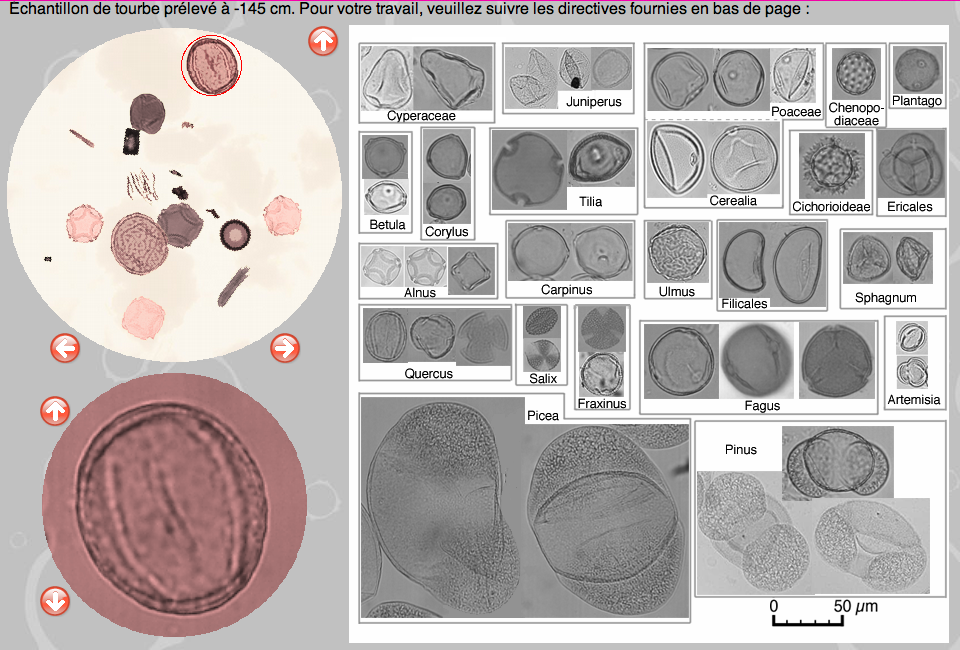 Echantillon de tourbe prélevé à -145 cm. Pour votre travail, veuillez suivre les directives fournies en bas de page :
Cyperaceae
Juniperus
Poaceae
Chenopo-
diaceae
Plantago
Betula
Corylus
Tilia
Cerealia
Cichorioideae
Ericales
Alnus
Carpinus
Ulmus
Filicales
Sphagnum
Quercus
Salix
Fraxinus
Fagus
Artemisia
Picea
Pinus
0 50 µm